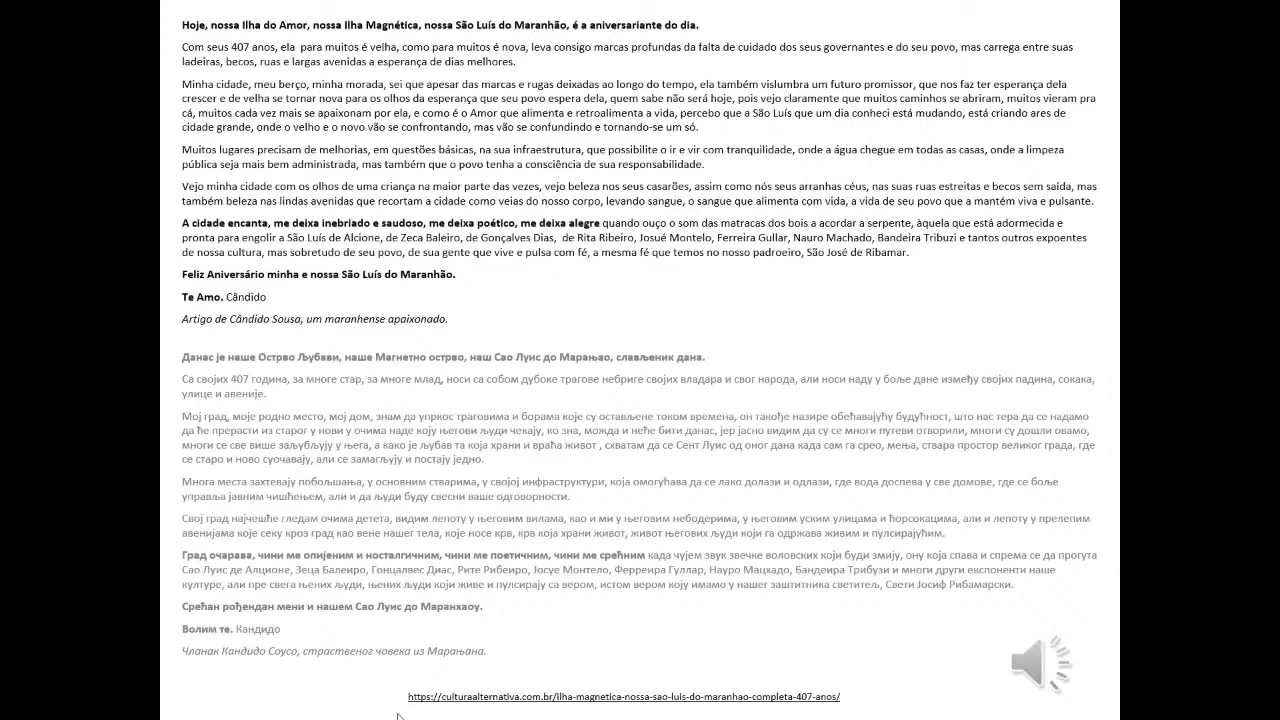 Hoje, nossa Ilha do Amor, nossa Ilha Magnética, nossa São Luís do Maranhão, é a aniversariante do dia.
Com seus 407 anos, ela para muitos é velha, como para muitos é nova, leva consigo marcas profundas da falta de cuidado dos seus governantes e do seu povo, mas carrega entre suas
ladeiras, becos, ruas e largas avenidas a esperança de dias melhores.
Minha cidade, meu berço, minha morada, sei que apesar das marcas e rugas deixadas ao longo do tempo, ela também vislumbra um futuro promissor, que nos faz ter esperança dela
crescer e de velha se tornar nova para os olhos da esperança que seu povo espera dela, quem sabe não será hoje, pois vejo claramente que muitos caminhos se abriram, muitos vieram pra
cá, muitos cada vez mais se apaixonam por ela, e como é o Amor que alimenta e retroalimenta a vida, percebo que a São Luís que um dia conheci está mudando, está criando ares de
cidade grande, onde o velho e o novo vão se confrontando, mas vão se confundindo e tornando-se um só.
Muitos lugares precisam de melhorias, em questões básicas, na sua infraestrutura, que possibilite o ir e vir com tranquilidade, onde a água chegue em todas as casas, onde a limpeza
pública seja mais bem administrada, mas também que o povo tenha a consciência de sua responsabilidade.
Vejo minha cidade com os olhos de uma criança na maior parte das vezes, vejo beleza nos seus casarões, assim como nós seus arranhas céus, nas suas ruas estreitas e becos sem saída, mas
também beleza nas lindas avenidas que recortam a cidade como veias do nosso corpo, levando sangue, o sangue que alimenta com vida, a vida de seu povo que a mantém viva e pulsante.
A cidade encanta, me deixa inebriado e saudoso, me deixa poético, me deixa alegre quando ouço o som das matracas dos bois a acordar a serpente, àquela que está adormecida e
pronta para engolir a São Luís de Alcione, de Zeca Baleiro, de Gonçalves Dias, de Rita Ribeiro, Josué Montelo, Ferreira Gullar, Nauro Machado, Bandeira Tribuzi e tantos outros expoentes
de nossa cultura, mas sobretudo de seu povo, de sua gente que vive e pulsa com fé, a mesma fé que temos no nosso padroeiro, São José de Ribamar.
Feliz Aniversário minha e nossa São Luís do Maranhão.
Te Amo. Cândido
Artigo de Cândido Sousa, um maranhense apaixonado.
Данас је наше Острво Љубави, наше Магнетно острво, наш Сао Луис до Марањао, слављеник дана.
Са својих 407 година, за многе стар, за многе млад, носи са собом дубоке трагове небриге својих владара и свог народа, али носи наду у боље дане између својих падина, сокака,
улице и авеније.
Мој град, моје родно место, мој дом, знам да упркос траговима и борама које су остављене током времена, он такође назире обећавајућу будућност, што нас тера да се надамо
да ће прерасти из старог у нови у очима наде коју његови људи чекају, ко зна, можда и неће бити данас, јер јасно видим да су се многи путеви отворили, многи су дошли овамо,
многи се све више заљубљују у њега, а како је љубав та која храни и враћа живот , схватам да се Сент Луис од оног дана када сам га срео, мења, ствара простор великог града, где
се старо и ново суочавају, али се замагљују и постају једно.
Многа места захтевају побољшања, у основним стварима, у својој инфраструктури, која омогућава да се лако долази и одлази, где вода доспева у све домове, где се боље
управља јавним чишћењем, али и да људи буду свесни ваше одговорности.
Свој град најчешће гледам очима детета, видим лепоту у његовим вилама, као и ми у његовим небодерима, у његовим уским улицама и ћорсокацима, али и лепоту у прелепим
авенијама које секу кроз град као вене нашег тела, које носе крв, крв која храни живот, живот његових људи који га одржава живим и пулсирајућим.
Град очарава, чини ме опијеним и носталгичним, чини ме поетичним, чини ме срећним када чујем звук звечке воловских који буди змију, ону која спава и спрема се да прогута
Сао Луис де Алционе, Зеца Балеиро, Гонцалвес Диас, Рите Рибеиро, Јосуе Монтело, Ферреира Гуллар, Науро Мацхадо, Бандеира Трибузи и многи други експоненти наше
културе, али пре свега њених људи, њених људи који живе и пулсирају са вером, истом вером коју имамо у нашег заштитника светитељ, Свети Јосиф Рибамарски.
Срећан рођендан мени и нашем Сао Луис до Маранхаоу.
Волим те. Кандидо
Чланак Кандидо Соусо, страственог човека из Марањана.
https://culturaalternativa.com.br/ilha-magnetica-nossa-sao-luis-do-maranhao-completa-407-anos/